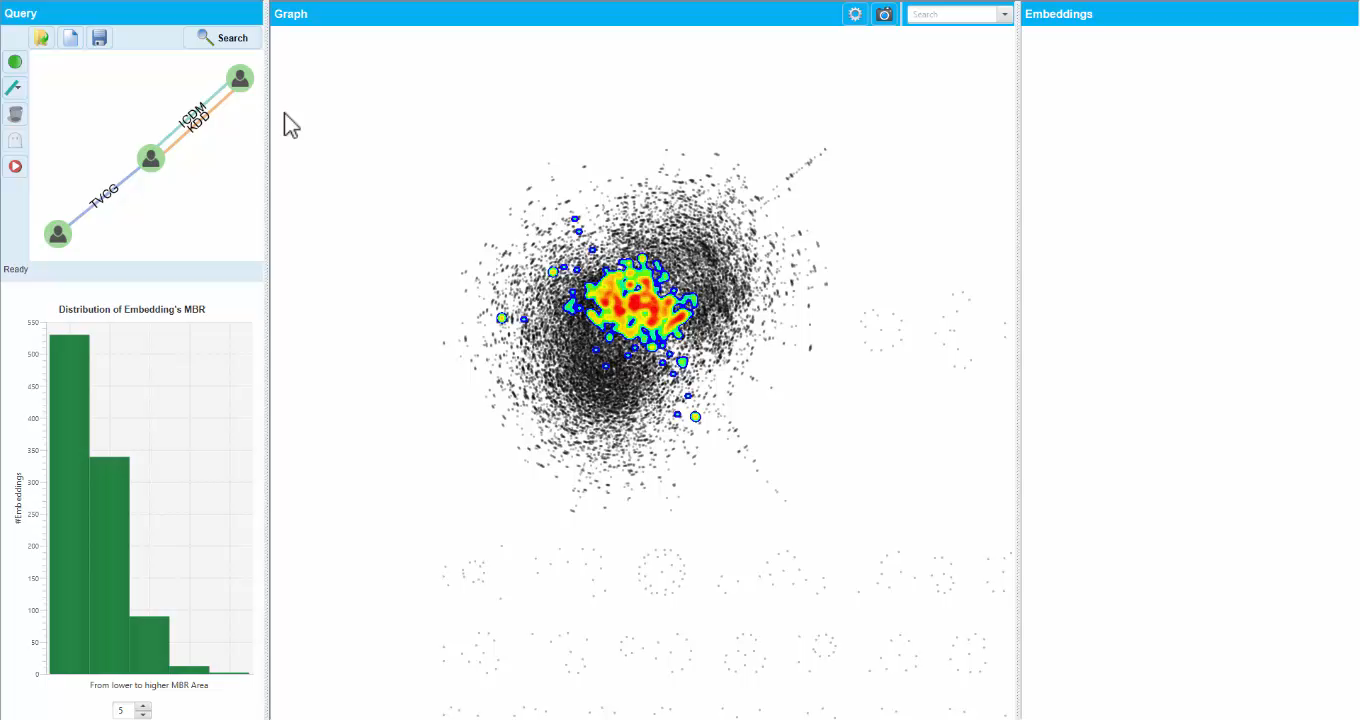 Query
Graph
Search
Embeddings
Search
ICDM
KDD
TVCG
Ready
Distribution of Embedding's MBR
550
500
450
400
350
300
250
200
150
100
50
0
#Embeddings
From lower to higher MBR Area
5